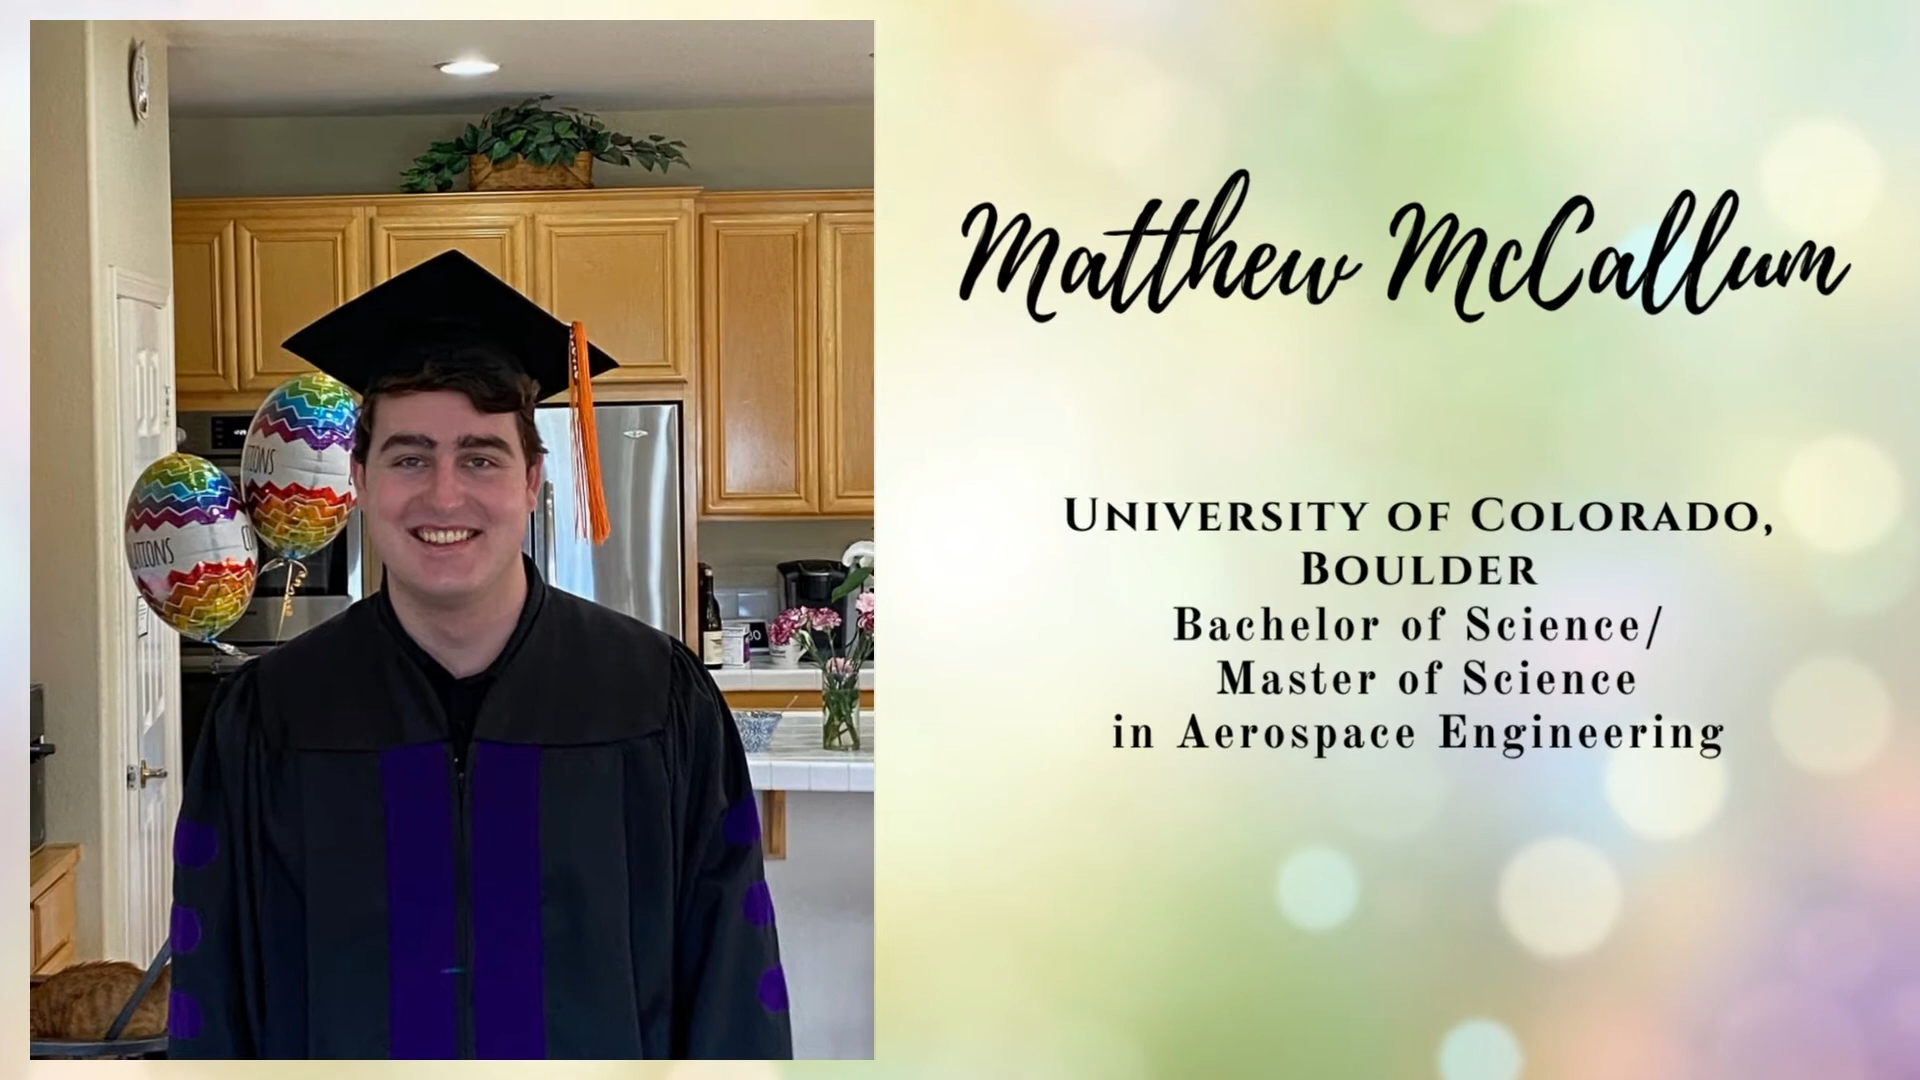 Matthew McCallum
University of Colorado,
Boulder
Bachelor of Science/
Master of Science
in Aerospace Engineering